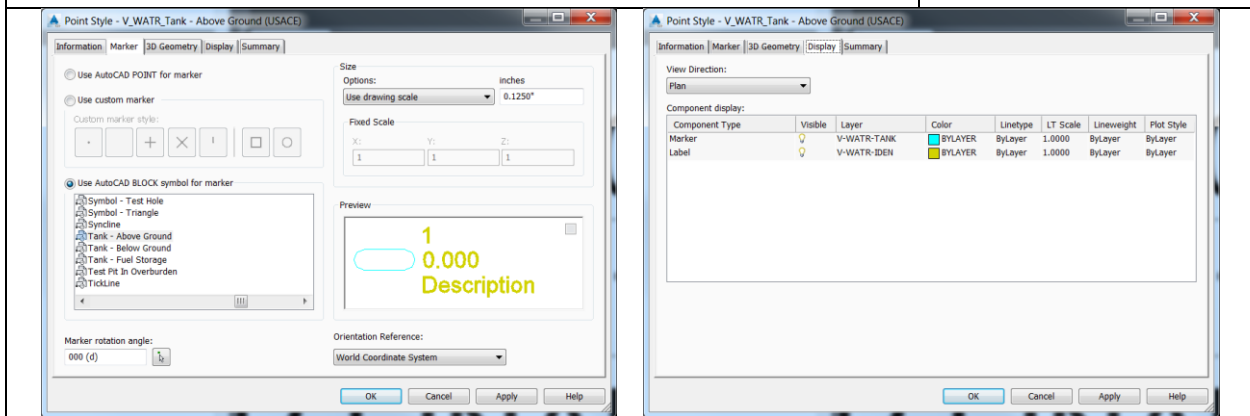 Point Style - V_WATR_Tank - Above Ground (USACE)
Information Marker 3D Geometry Display Summary
Use AutoCAD POINT for marker
Use custom marker
Custom marker style:
Use AutoCAD BLOCK symbol for marker
Symbol - Test Hole
Symbol - Triangle
Syncline
Tank - Above Ground
Tank - Below Ground
Tank - Fuel Storage
Test Pit In Overburden
TickLine
Marker rotation angle:
000 (d)
Size
Options: inches
Use drawing scale 0.1250"
Fixed Scale
X: Y: Z:
1 1 1
Preview
1
0.000
Description
Orientation Reference:
World Coordinate System
OK Cancel Apply Help
Point Style - V_WATR_Tank - Above Ground (USACE)
Information Marker 3D Geometry Display Summary
View Direction:
Plan
Component display:
Component Type Visible Layer Color Linetype LT Scale Lineweight Plot Style
Marker V-WATR-TANK BYLAYER ByLayer 1.0000 ByLayer ByLayer
Label V-WATR-IDEN BYLAYER ByLayer 1.0000 ByLayer ByLayer
OK Cancel Apply Help